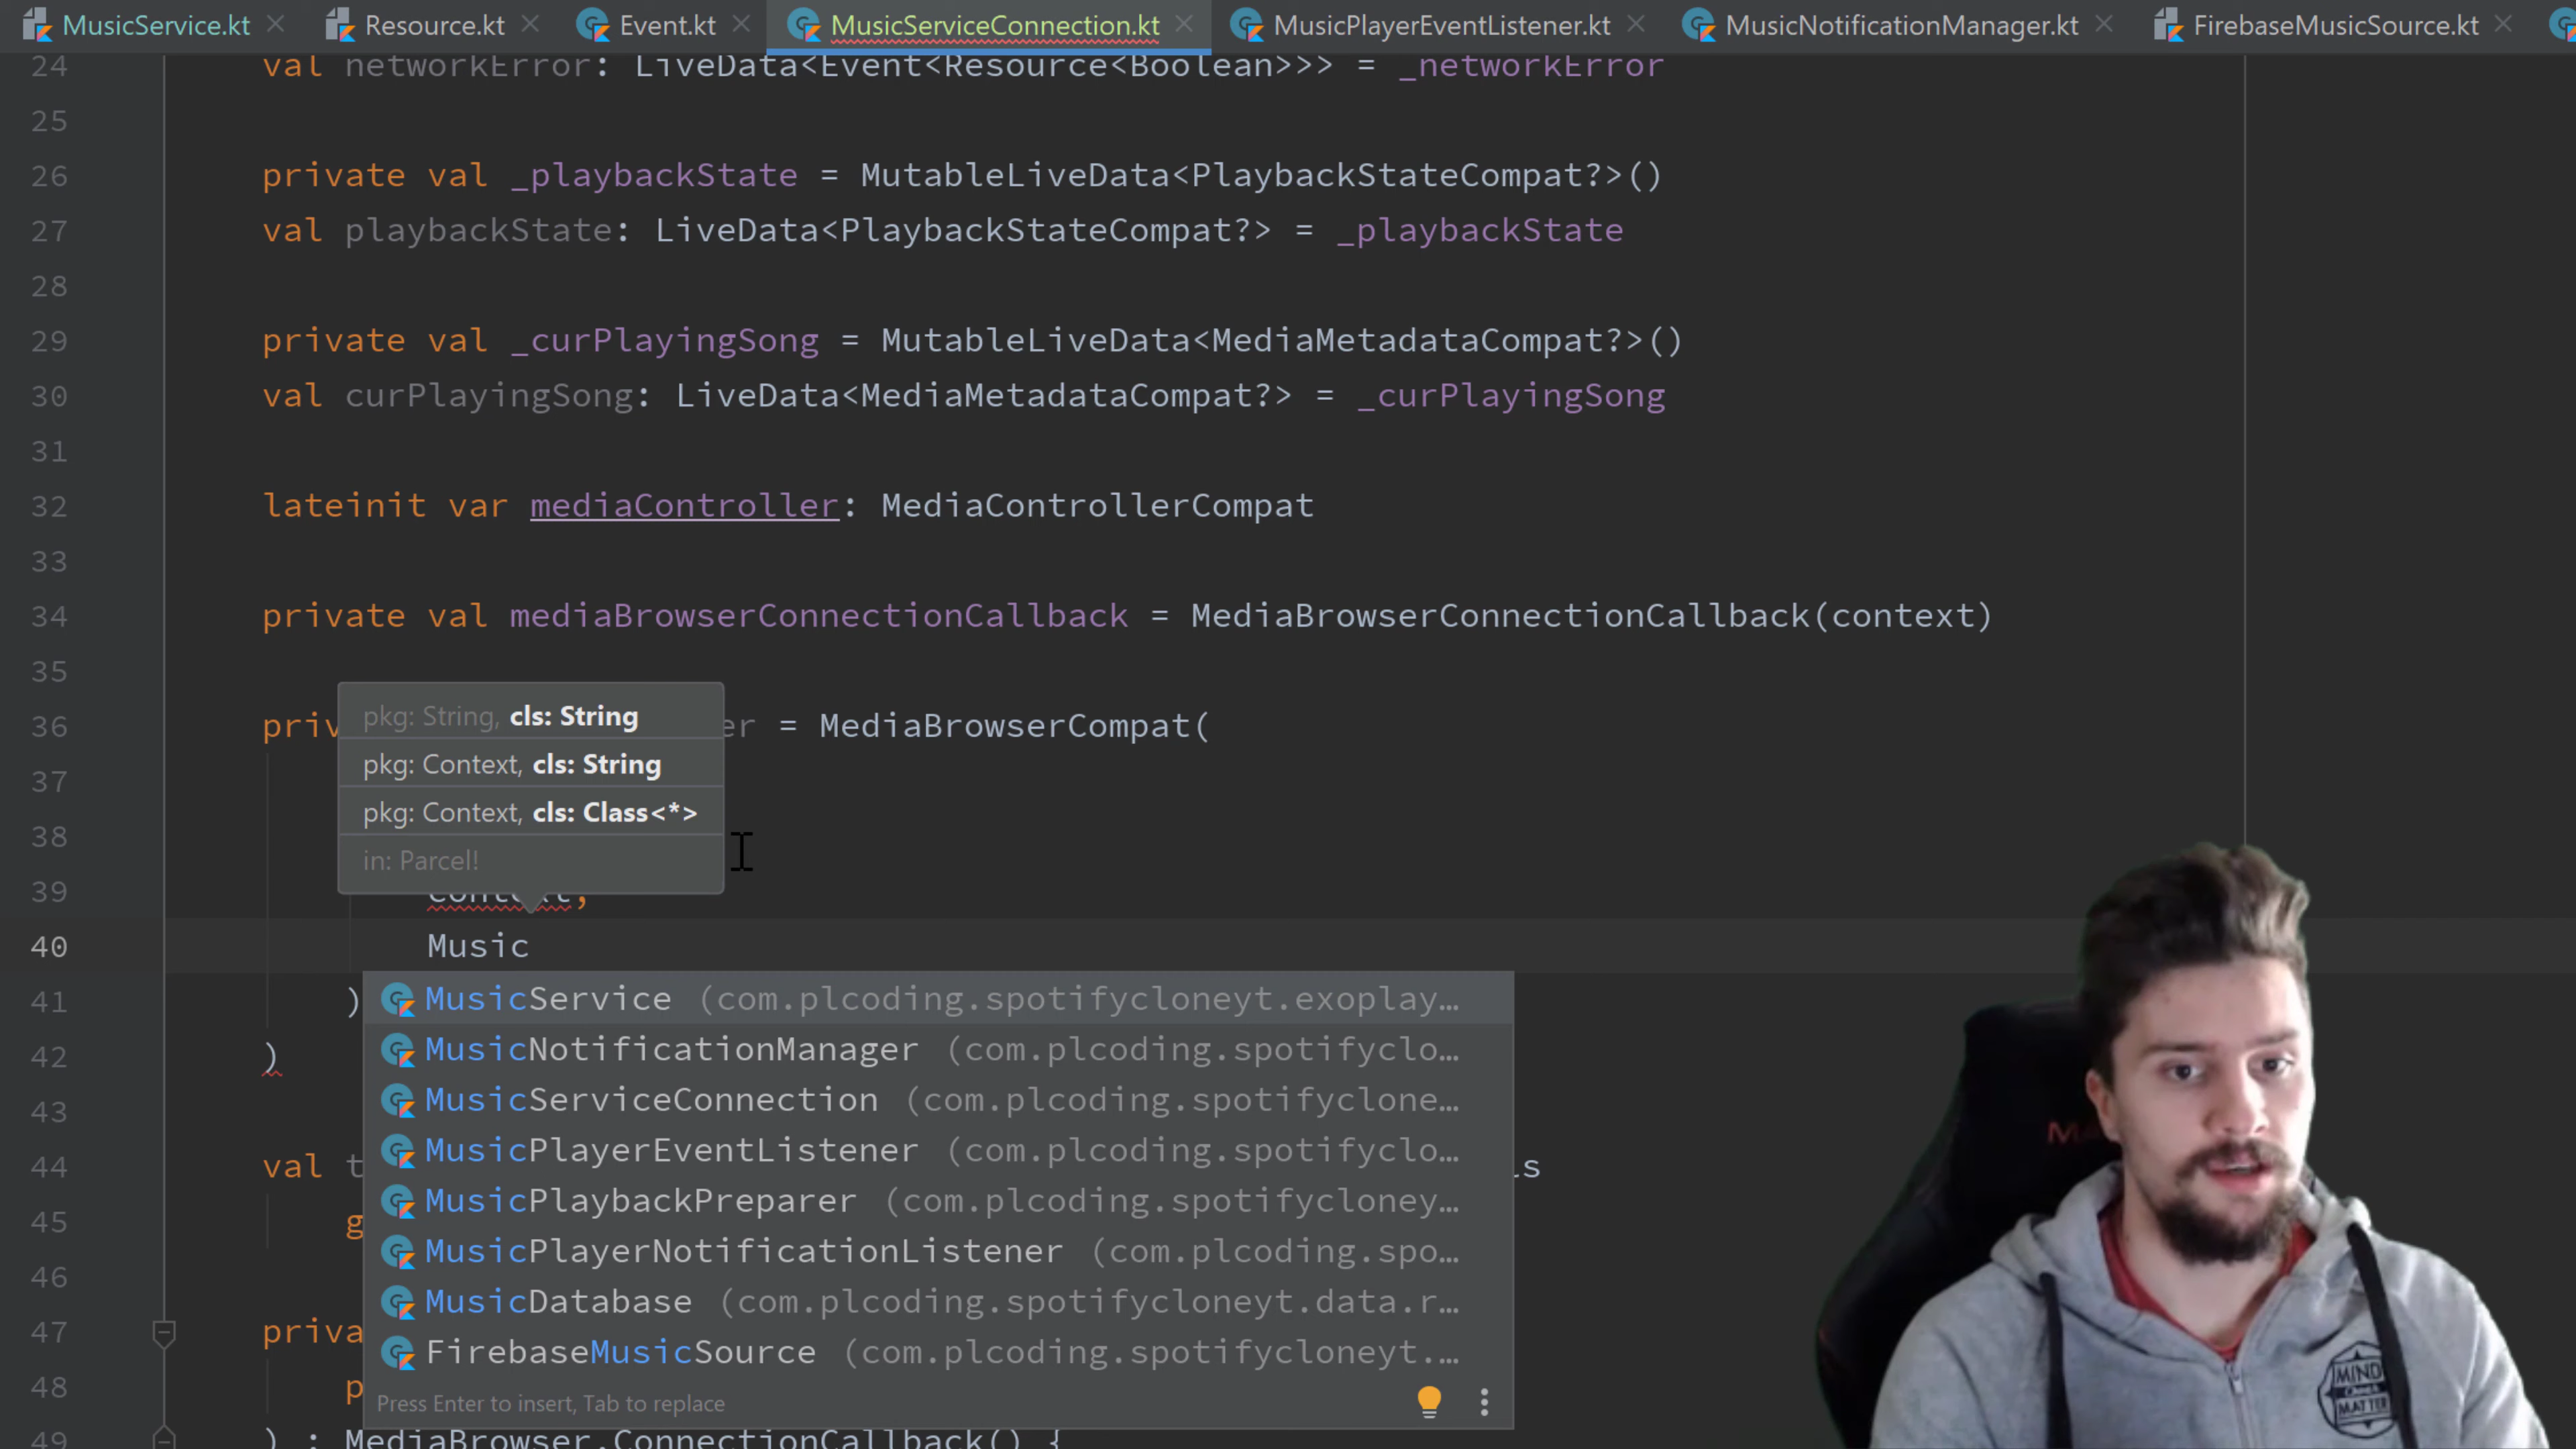 MusicService.kt Resource.kt Event.kt MusicServiceConnection.kt MusicPlayerEventListener.kt MusicNotificationManager.kt FirebaseMusicSource.kt
24 val networkError: LiveData<Event<Resource<Boolean>>> = _networkError
25
26 private val _playbackState = MutableLiveData<PlaybackStateCompat?>()
27 val playbackState: LiveData<PlaybackStateCompat?> = _playbackState
28
29 private val _curPlayingSong = MutableLiveData<MediaMetadataCompat?>()
30 val curPlayingSong: LiveData<MediaMetadataCompat?> = _curPlayingSong
31
32 lateinit var mediaController: MediaControllerCompat
33
34 private val mediaBrowserConnectionCallback = MediaBrowserConnectionCallback(context)
35
pkg: String, cls: String
36 priv er = MediaBrowserCompat(
pkg: Context, cls: String
37
pkg: Context, cls: Class<*>
38
in: Parcel!
39 context,
40 Music
MusicService (com.plcoding.spotifycloneyt.exoplay…
41 )
MusicNotificationManager (com.plcoding.spotifyclo…
42 )
MusicServiceConnection (com.plcoding.spotifyclone…
43
MusicPlayerEventListener (com.plcoding.spotifyclo…
44 val t ls
MusicPlaybackPreparer (com.plcoding.spotifycloney…
45 g
MusicPlayerNotificationListener (com.plcoding.spo…
46
MusicDatabase (com.plcoding.spotifycloneyt.data.r…
47 priva
FirebaseMusicSource (com.plcoding.spotifycloneyt.…
48 p
Press Enter to insert, Tab to replace
49 ) : MediaBrowser.ConnectionCallback() {
MIND
MATTER